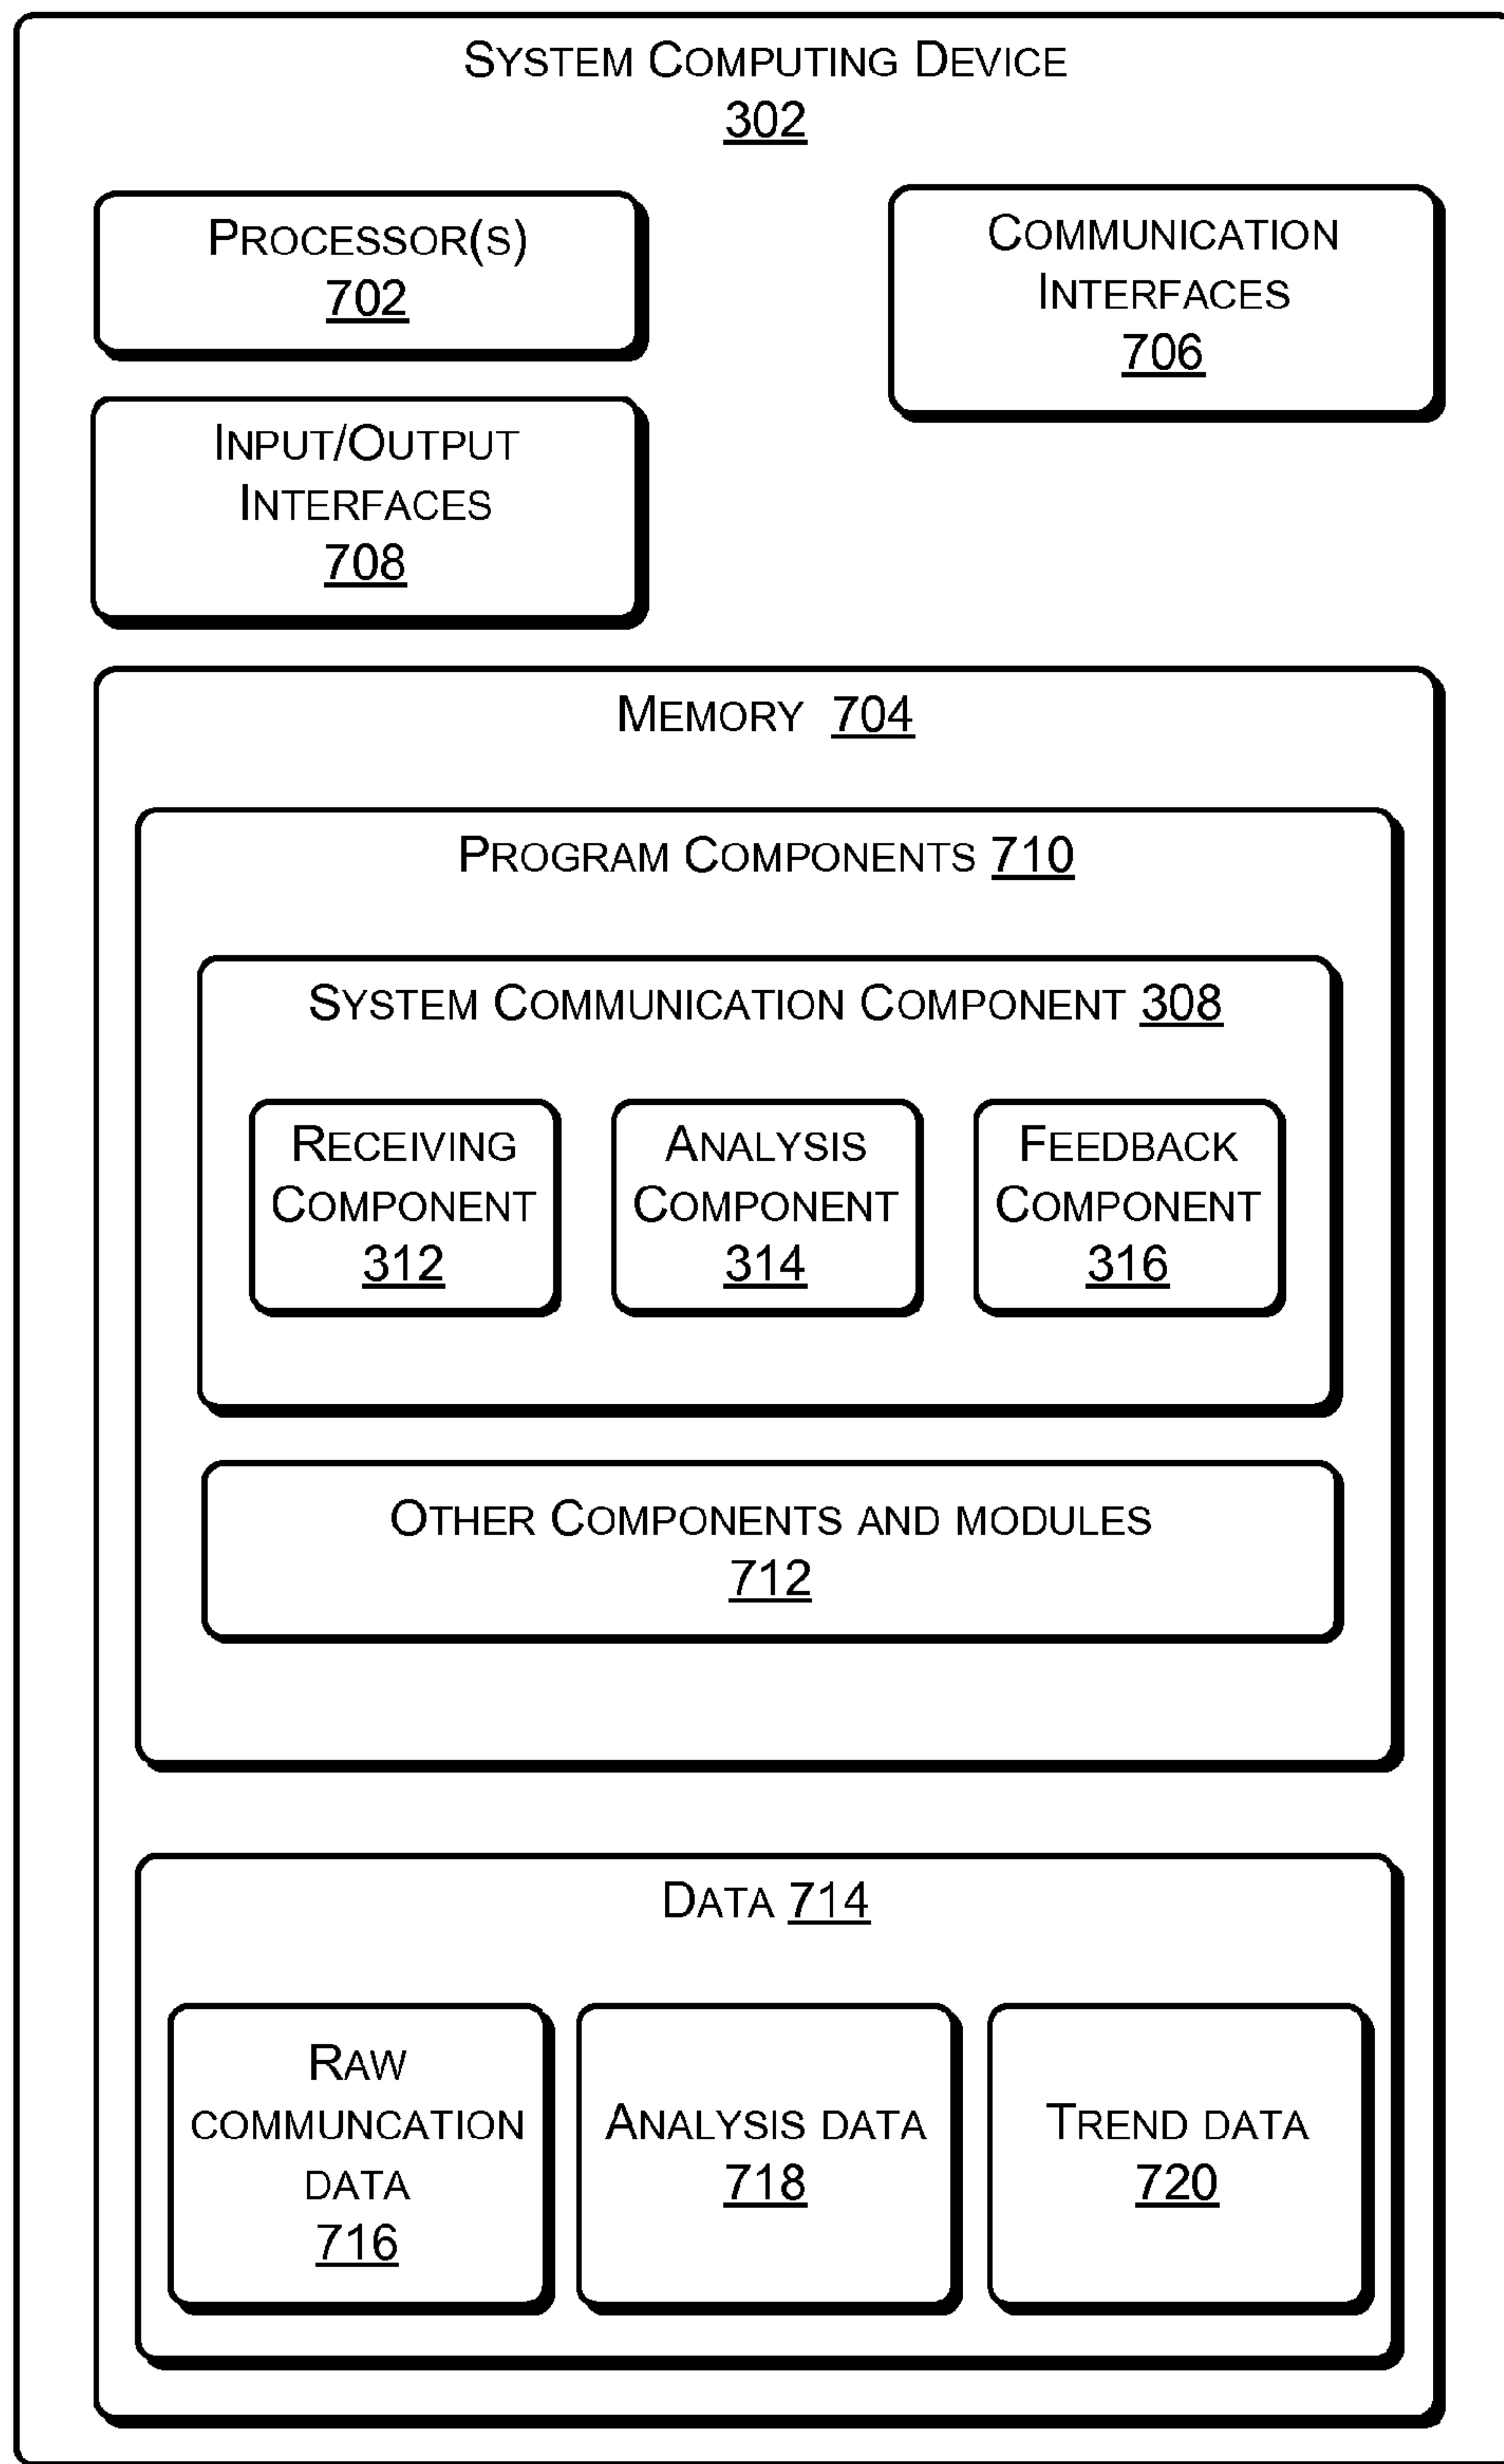 SYSTEM COMPUTING DEVICE
302
PROCESSOR(S)
702
COMMUNICATION
INTERFACES
706
INPUT/OUTPUT
INTERFACES
708
MEMORY 704
PROGRAM COMPONENTS 710
SYSTEM COMMUNICATION COMPONENT 308
RECEIVING
COMPONENT
312
ANALYSIS
COMPONENT
314
FEEDBACK
COMPONENT
316
OTHER COMPONENTS AND MODULES
712
DATA 714
RAW
COMMUNCATION
DATA
716
ANALYSIS DATA
718
TREND DATA
720